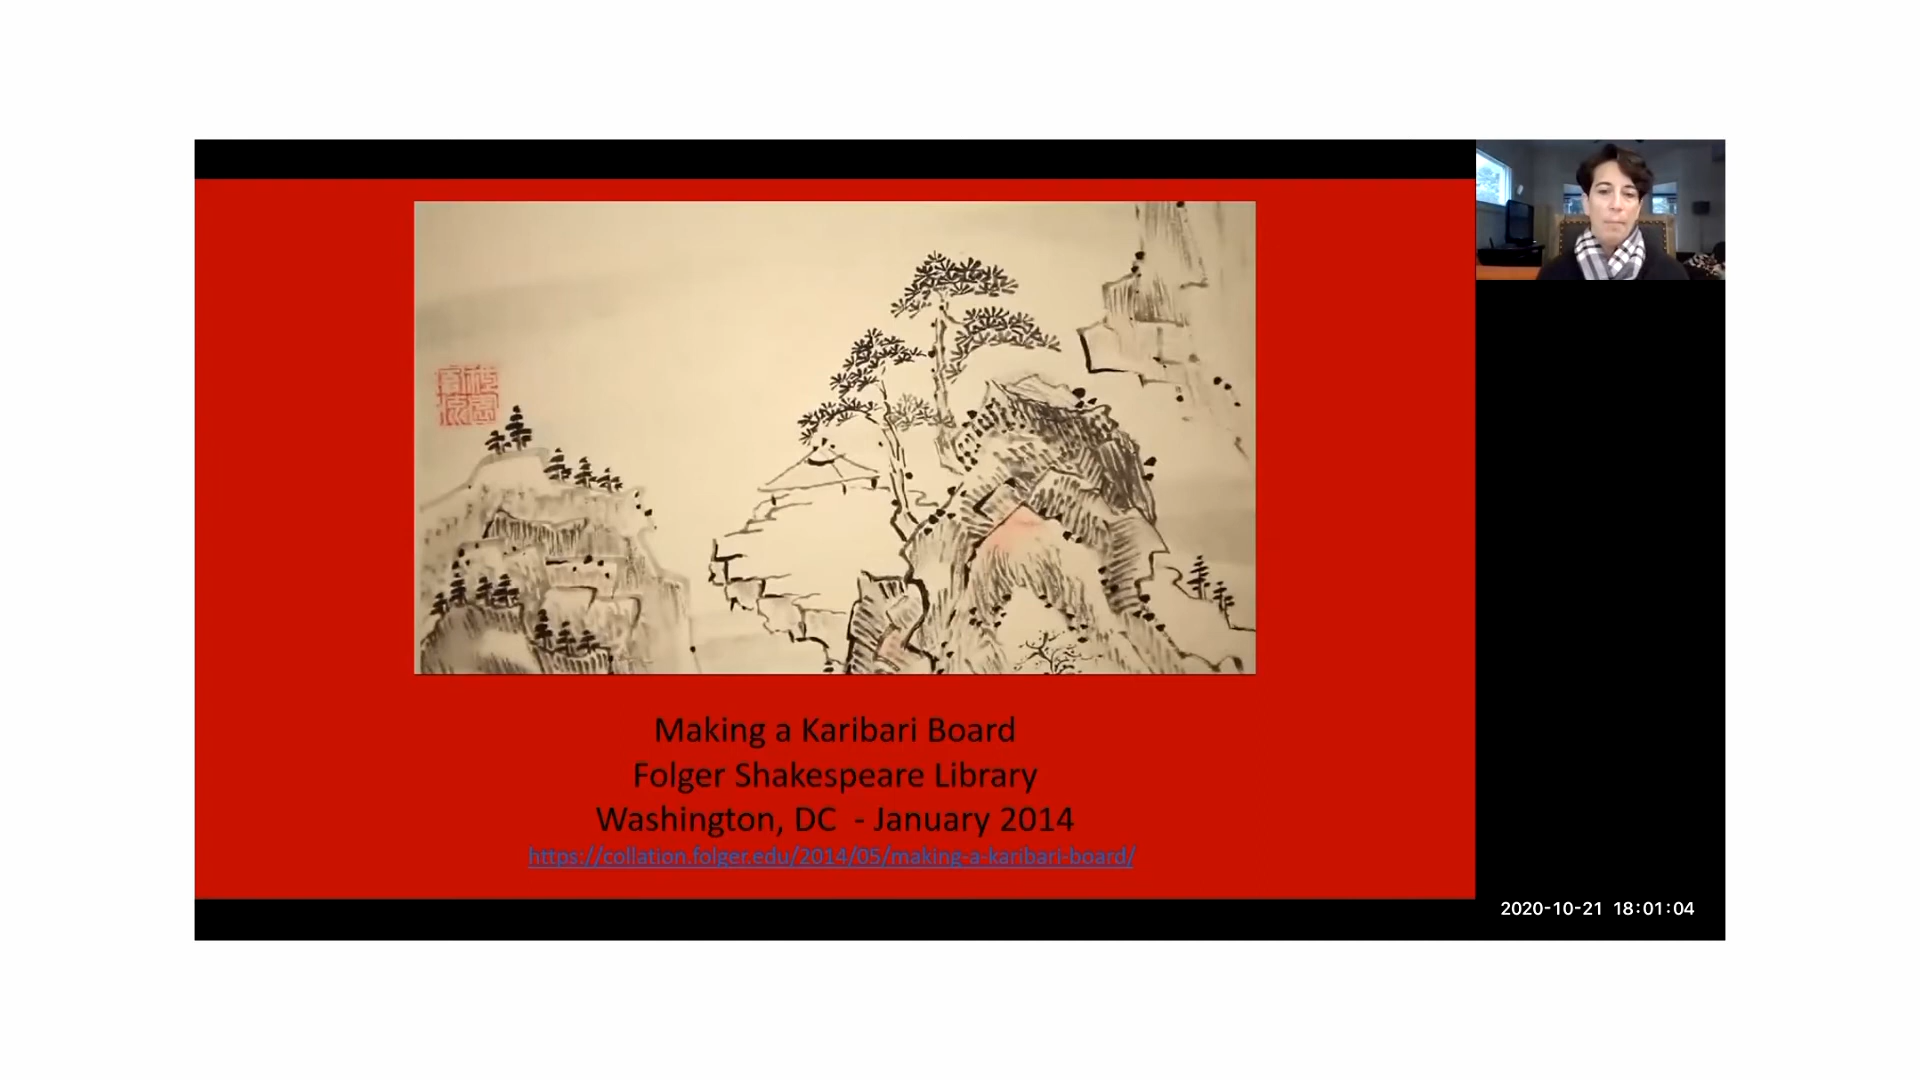 Making a Karibari Board
Folger Shakespeare Library
Washington, DC  - January 2014
https://collation.folger.edu/2014/05/making-a-karibari-board/
2020-10-21 18:01:04